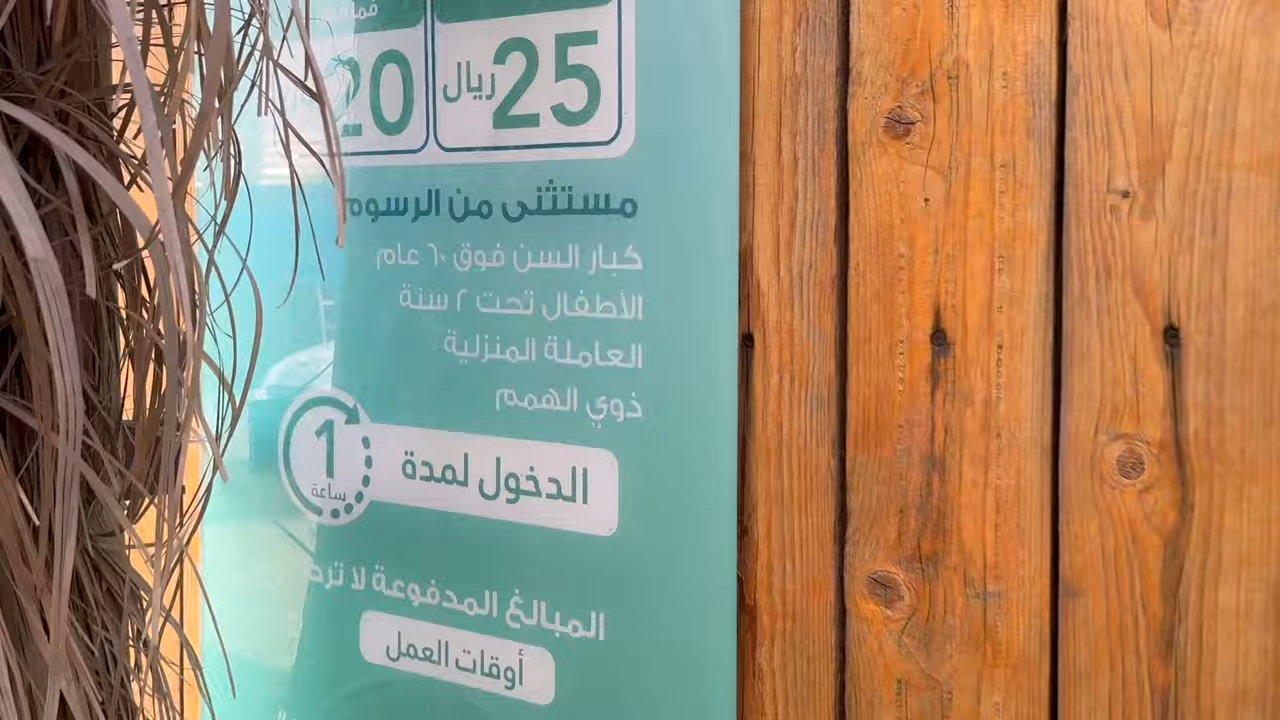 25 ريال
20
مستثنى من الرسوم
كبار السن فوق ٦٠ عام
الأطفال تحت ٢ سنة
العاملة المنزلية
ذوي الهمم
الدخول لمدة
1
ساعة
المبالغ المدفوعة لا ترد
أوقات العمل